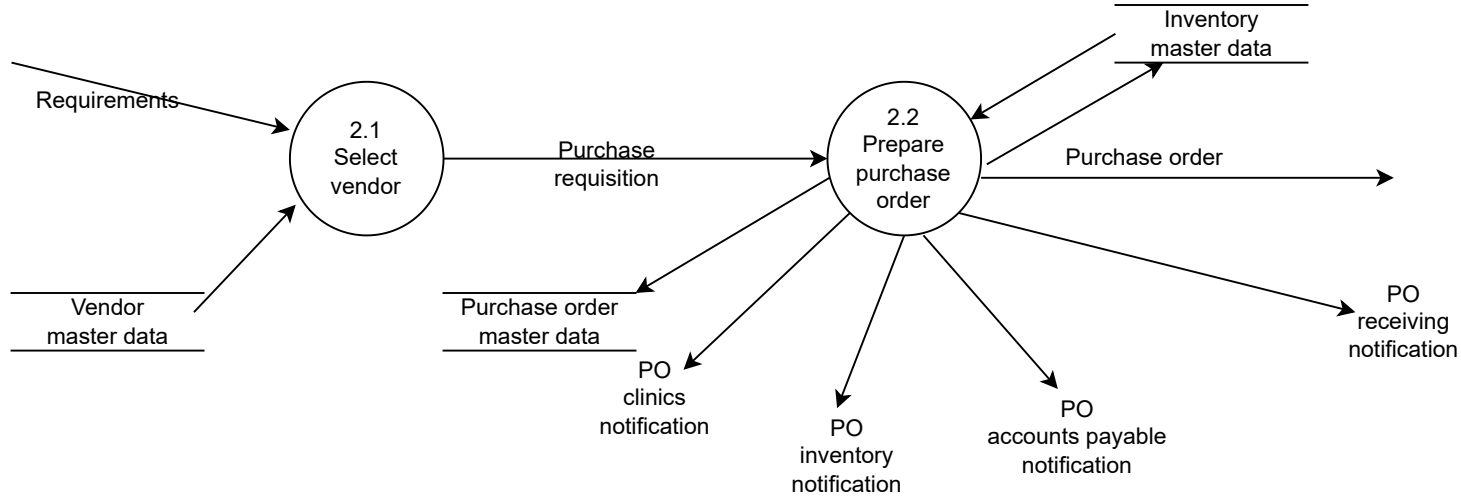 Inventory
master data
Requirements
2.1
Select
vendor
Purchase
requisition
2.2
Prepare
purchase
order
Purchase order
Vendor
master data
Purchase order
master data
PO
receiving
notification
PO
clinics
notification
PO
inventory
notification
PO
accounts payable
notification